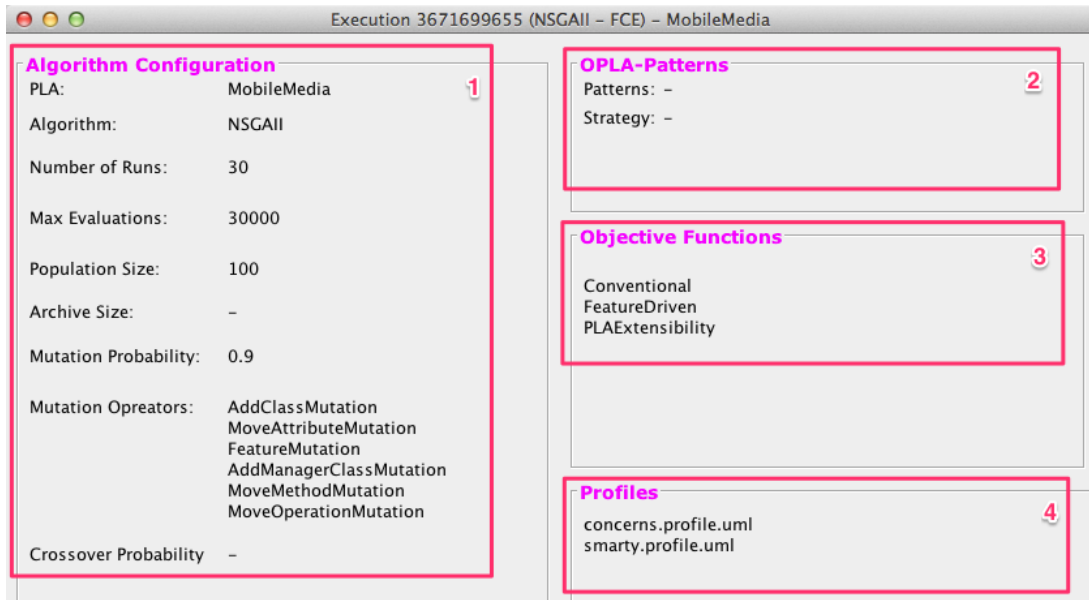 Execution 3671699655 (NSGAII – FCE) – MobileMedia
Algorithm Configuration
1
PLA: MobileMedia
Algorithm: NSGAII
Number of Runs: 30
Max Evaluations: 30000
Population Size: 100
Archive Size: –
Mutation Probability: 0.9
Mutation Opreators: AddClassMutation
MoveAttributeMutation
FeatureMutation
AddManagerClassMutation
MoveMethodMutation
MoveOperationMutation
Crossover Probability –
OPLA-Patterns
2
Patterns: –
Strategy: –
Objective Functions
3
Conventional
FeatureDriven
PLAExtensibility
Profiles
4
concerns.profile.uml
smarty.profile.uml